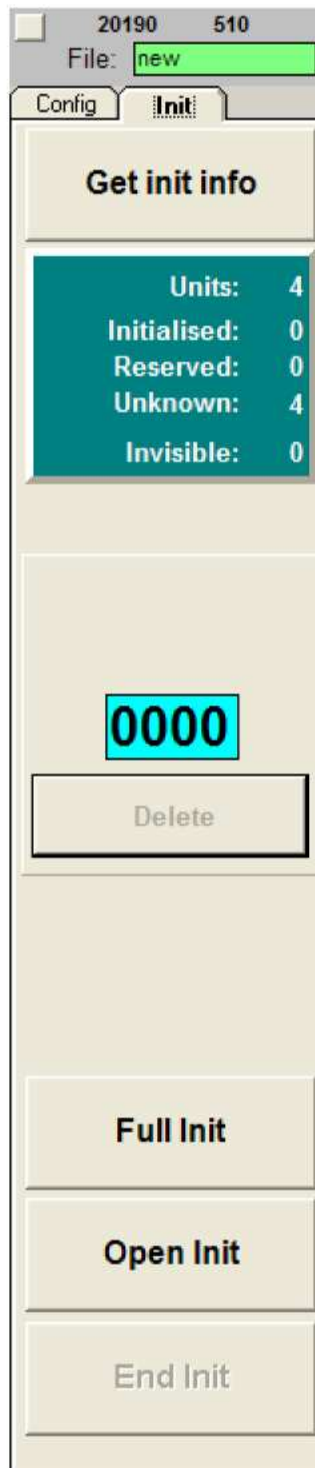 20190 510
File: new
Config Init
Get init info
Units: 4
Initialised: 0
Reserved: 0
Unknown: 4
Invisible: 0
0000
Delete
Full Init
Open Init
End Init